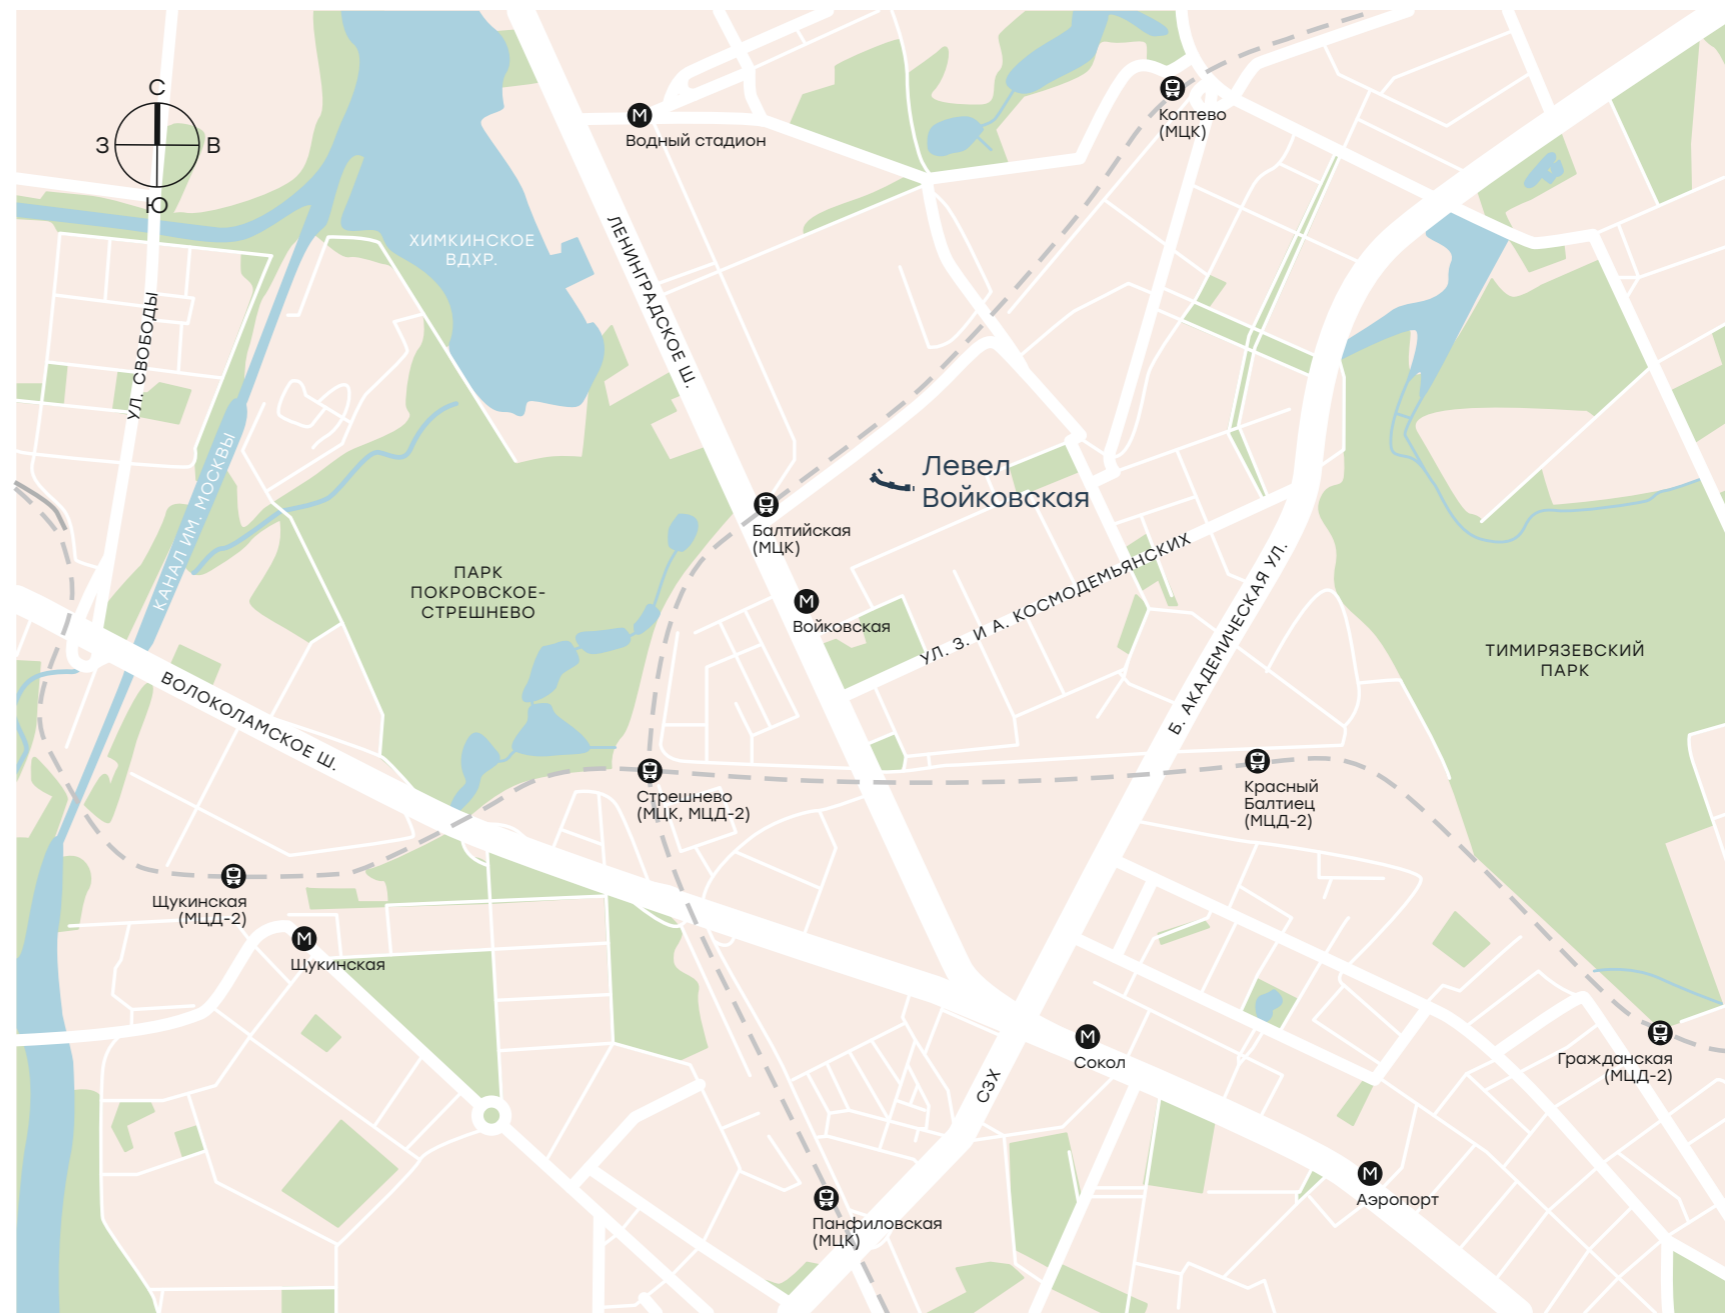 С
З
В
Ю
М
Водный стадион
Коптево
(МЦК)
ХИМКИНСКОЕ
ВДХР.
ЛЕНИНГРАДСКОЕ Ш.
УЛ. СВОБОДЫ
КАНАЛ ИМ. МОСКВЫ
Левел
Войковская
Балтийская
(МЦК)
ПАРК
ПОКРОВСКОЕ-
СТРЕШНЕВО
М
Войковская
УЛ. З. И А. КОСМОДЕМЬЯНСКИХ
Б. АКАДЕМИЧЕСКАЯ УЛ.
ТИМИРЯЗЕВСКИЙ
ПАРК
ВОЛОКОЛАМСКОЕ Ш.
Стрешнево
(МЦК, МЦД-2)
Красный
Балтиец
(МЦД-2)
Щукинская
(МЦД-2)
М
Щукинская
М
Сокол
СЗХ
Гражданская
(МЦД-2)
М
Аэропорт
Панфиловская
(МЦК)